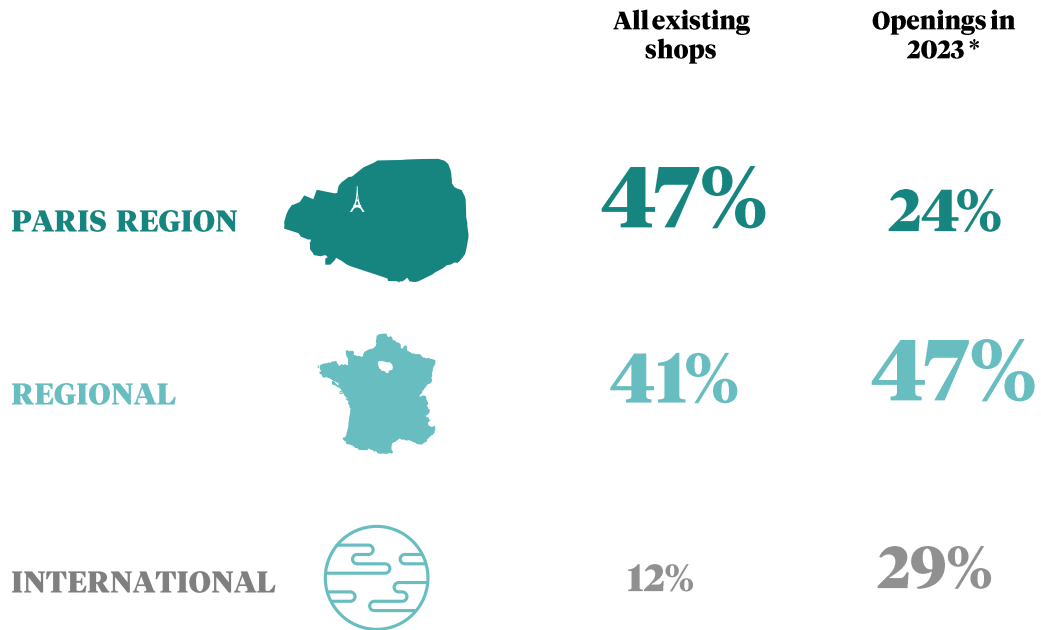 All existing
shops
Openings in
2023 *
PARIS REGION
47%
24%
REGIONAL
41%
47%
INTERNATIONAL
12%
29%